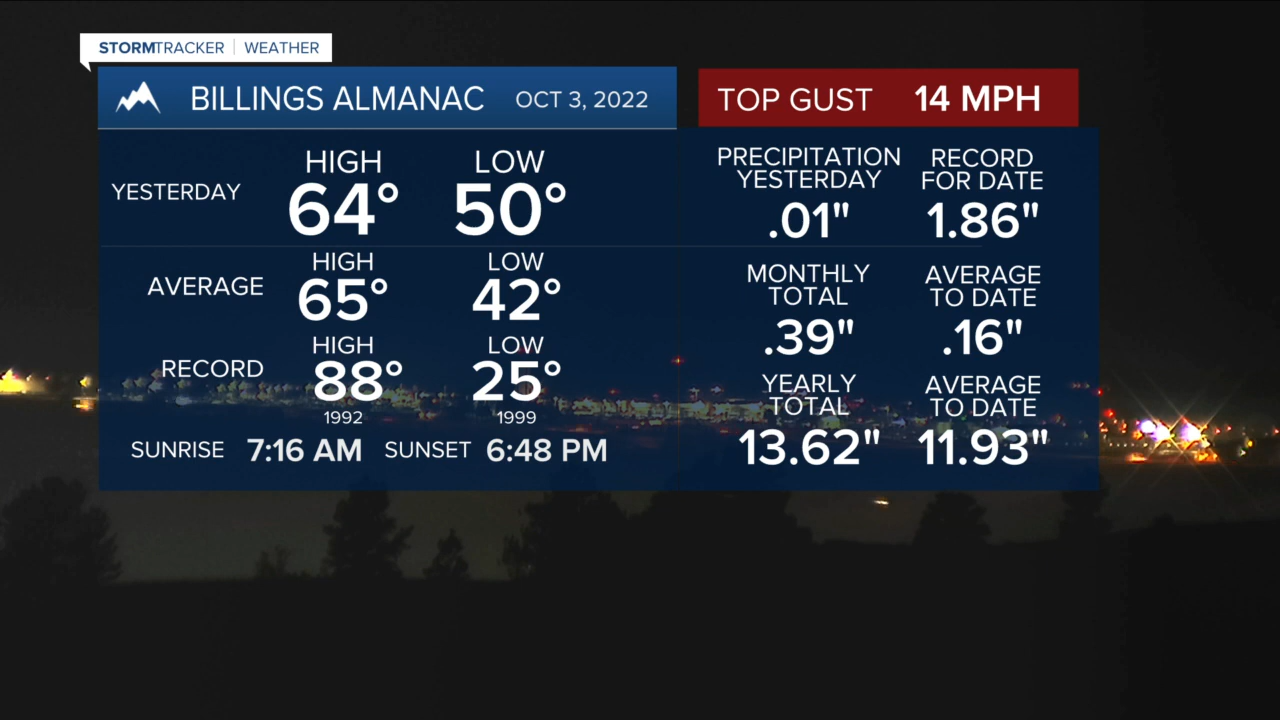 STORMTRACKER | WEATHER
BILLINGS ALMANAC OCT 3, 2022
TOP GUST 14 MPH
HIGH LOW
YESTERDAY 64° 50°
HIGH LOW
AVERAGE 65° 42°
HIGH LOW
RECORD 88° 25°
1992 1999
SUNRISE 7:16 AM SUNSET 6:48 PM
PRECIPITATION
YESTERDAY
.01"
RECORD
FOR DATE
1.86"
MONTHLY
TOTAL
.39"
AVERAGE
TO DATE
.16"
YEARLY
TOTAL
13.62"
AVERAGE
TO DATE
11.93"